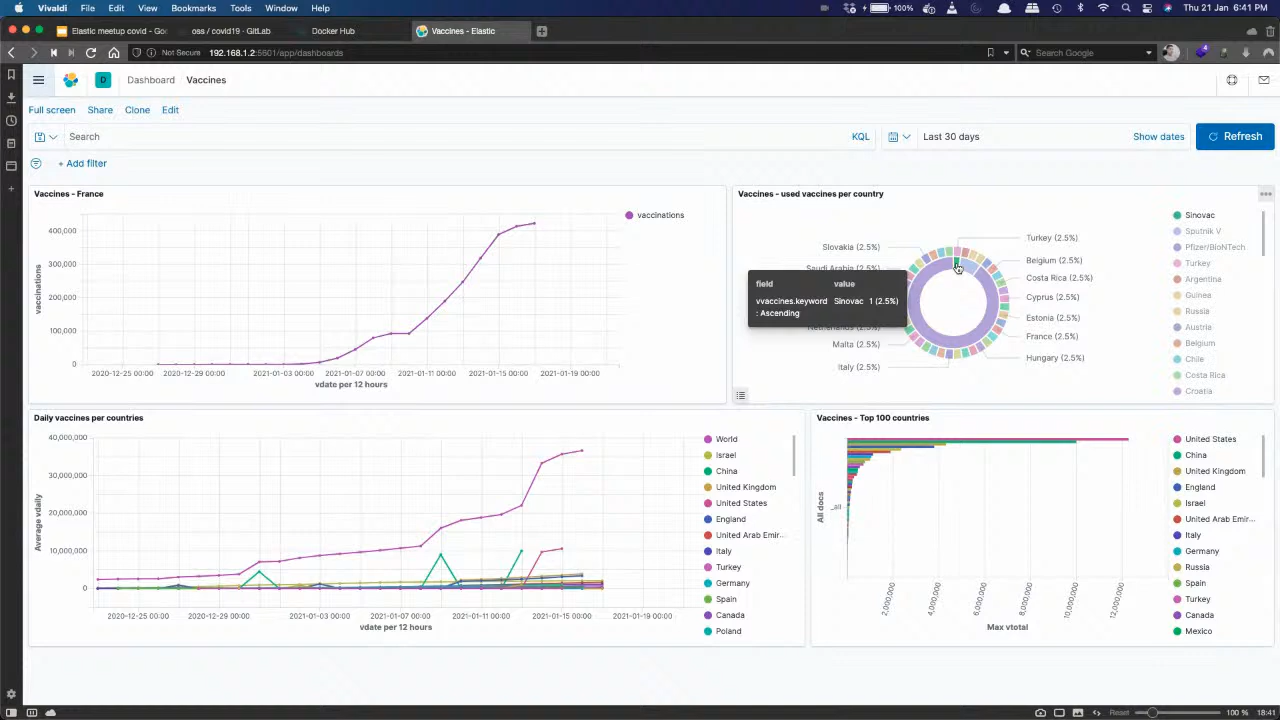 Vivaldi File Edit View Bookmarks Tools Window Help 100% Thu 21 Jan 6:41 PM
Elastic meetup covid - Goo oss / covid19 · GitLab Docker Hub Vaccines - Elastic
Not Secure 192.168.1.2:5601/app/dashboards Search Google
D Dashboard Vaccines
Full screen Share Clone Edit
Search KQL Last 30 days Show dates Refresh
+ Add filter
Vaccines - France
vaccinations
400,000
300,000
200,000
100,000
0
vaccinations
2020-12-25 00:00 2020-12-29 00:00 2021-01-03 00:00 2021-01-07 00:00 2021-01-11 00:00 2021-01-15 00:00 2021-01-19 00:00
vdate per 12 hours
Vaccines - used vaccines per country
Slovakia (2.5%)
Saudi Arabia (2.5%)
Netherlands (2.5%)
Malta (2.5%)
Italy (2.5%)
Turkey (2.5%)
Belgium (2.5%)
Costa Rica (2.5%)
Cyprus (2.5%)
Estonia (2.5%)
France (2.5%)
Hungary (2.5%)
field value
vvaccines.keyword Sinovac 1 (2.5%)
: Ascending
Sinovac
Sputnik V
Pfizer/BioNTech
Turkey
Argentina
Guinea
Russia
Austria
Belgium
Chile
Costa Rica
Croatia
Daily vaccines per countries
40,000,000
30,000,000
20,000,000
10,000,000
0
Average vdaily
2020-12-25 00:00 2020-12-29 00:00 2021-01-03 00:00 2021-01-07 00:00 2021-01-11 00:00 2021-01-15 00:00 2021-01-19 00:00
vdate per 12 hours
World
Israel
China
United Kingdom
United States
England
United Arab Emir...
Italy
Turkey
Germany
Spain
Canada
Poland
Vaccines - Top 100 countries
All docs
_all
2,000,000 4,000,000 6,000,000 8,000,000 10,000,000 12,000,000
Max vtotal
United States
China
United Kingdom
England
Israel
United Arab Emir...
Italy
Germany
Russia
Spain
Turkey
Canada
Mexico
Reset 100 % 18:41